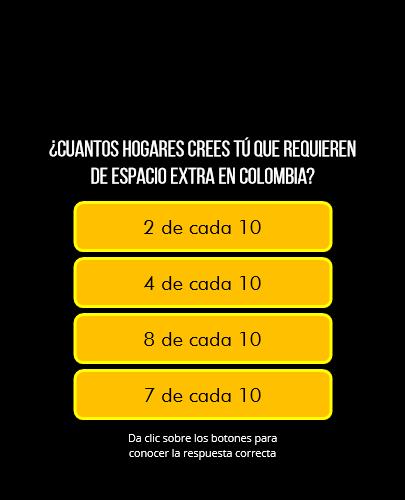 ¿CUANTOS HOGARES CREES TÚ QUE REQUIEREN
DE ESPACIO EXTRA EN COLOMBIA?
2 de cada 10
4 de cada 10
8 de cada 10
7 de cada 10
Da clic sobre los botones para
conocer la respuesta correcta